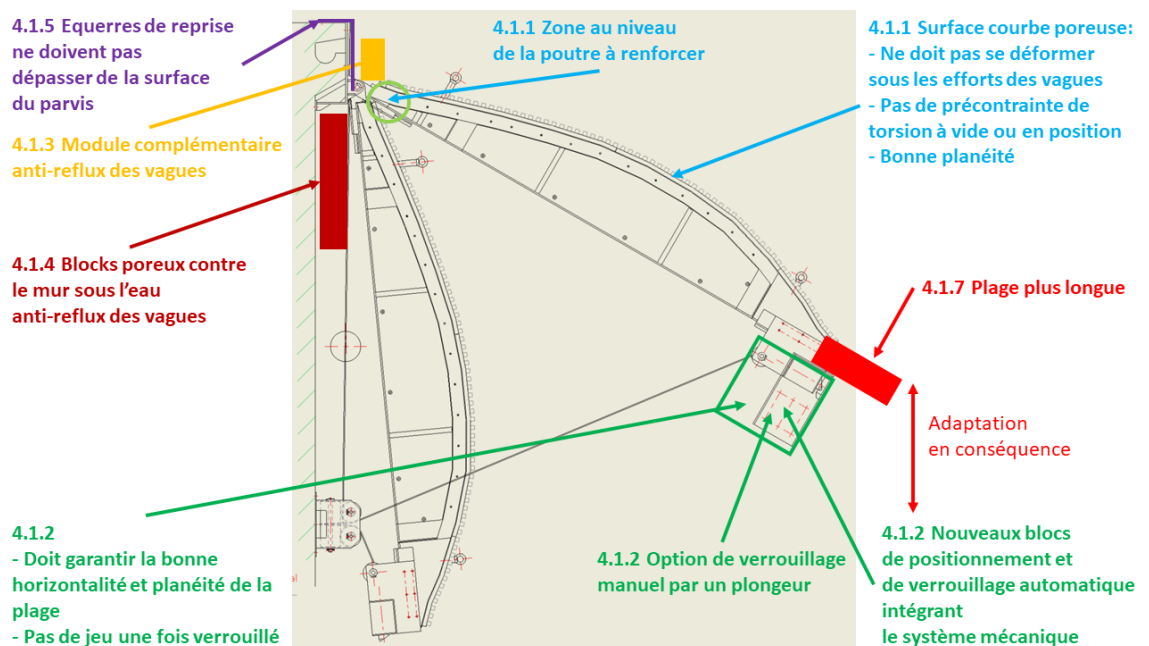 4.1.5 Equerres de reprise
ne doivent pas
dépasser de la surface
du parvis
4.1.3 Module complémentaire
anti-reflux des vagues
4.1.4 Blocks poreux contre
le mur sous l'eau
anti-reflux des vagues
4.1.2
- Doit garantir la bonne
horizontalité et planéité de la
plage
- Pas de jeu une fois verrouillé
4.1.1 Zone au niveau
de la poutre à renforcer
4.1.1 Surface courbe poreuse:
- Ne doit pas se déformer
sous les efforts des vagues
- Pas de précontrainte de
torsion à vide ou en position
- Bonne planéité
4.1.7 Plage plus longue
Adaptation
en conséquence
4.1.2 Option de verrouillage
manuel par un plongeur
4.1.2 Nouveaux blocs
de positionnement et
de verrouillage automatique
intégrant
le système mécanique